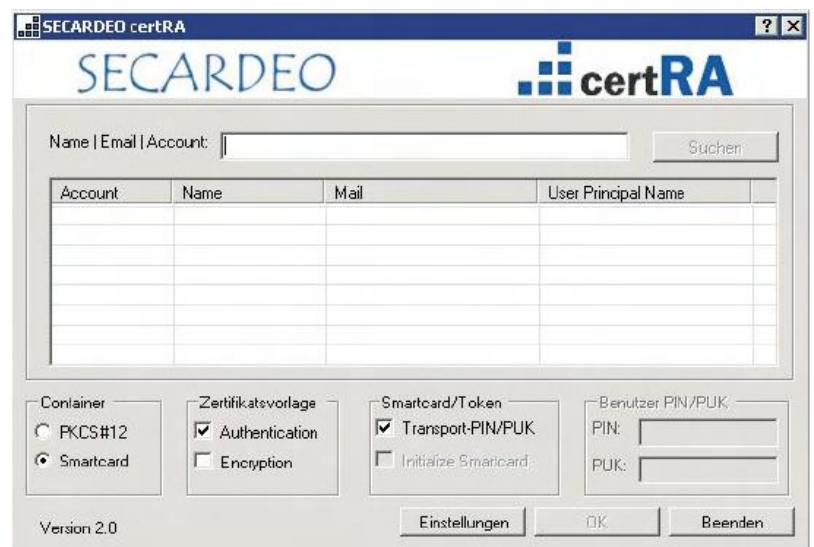 SECARDEO certRA
SECARDEO certRA
Name | Email | Account: Suchen
Account Name Mail User Principal Name
Container Zertifikatsvorlage Smartcard/Token Benutzer PIN/PUK
PKCS#12 Authentication Transport-PIN/PUK PIN:
Smartcard Encryption Initialize Smartcard PUK:
Version 2.0 Einstellungen OK Beenden